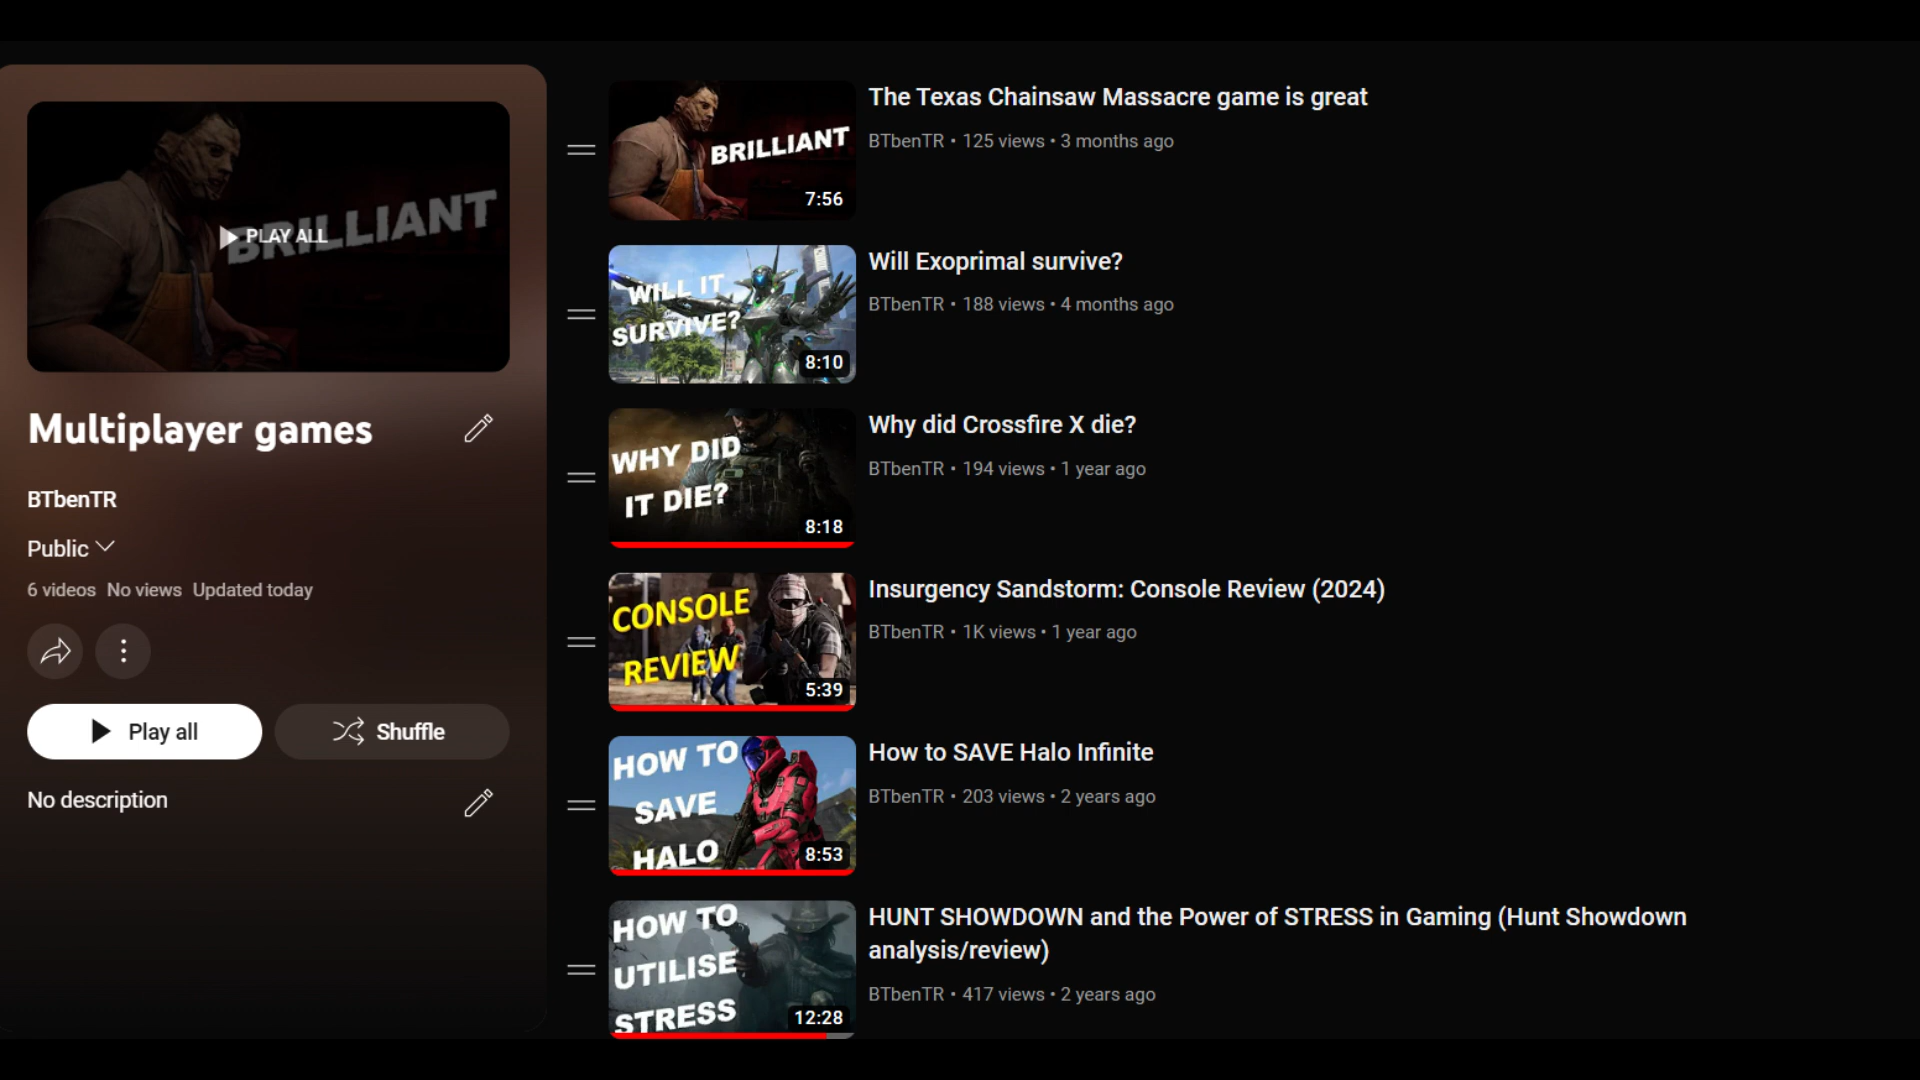 BRILLIANT
PLAY ALL
Multiplayer games
BTbenTR
Public
6 videos No views Updated today
Play all
Shuffle
No description
BRILLIANT
7:56
The Texas Chainsaw Massacre game is great
BTbenTR • 125 views • 3 months ago
WILL IT
SURVIVE?
8:10
Will Exoprimal survive?
BTbenTR • 188 views • 4 months ago
WHY DID
IT DIE?
8:18
Why did Crossfire X die?
BTbenTR • 194 views • 1 year ago
CONSOLE
REVIEW
5:39
Insurgency Sandstorm: Console Review (2024)
BTbenTR • 1K views • 1 year ago
HOW TO
SAVE
HALO
8:53
How to SAVE Halo Infinite
BTbenTR • 203 views • 2 years ago
HOW TO
UTILISE
STRESS
12:28
HUNT SHOWDOWN and the Power of STRESS in Gaming (Hunt Showdown
analysis/review)
BTbenTR • 417 views • 2 years ago